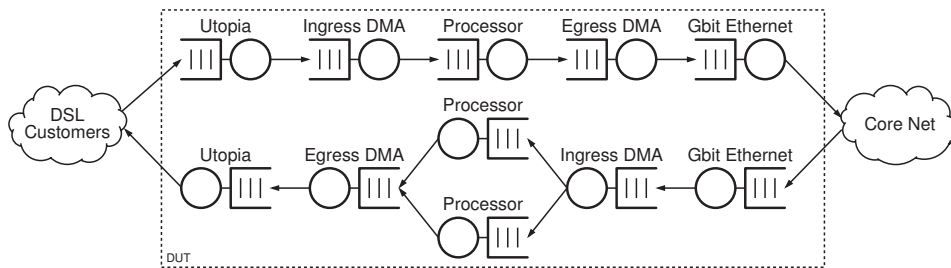 Utopia Ingress DMA Processor Egress DMA Gbit Ethernet
DSL
Customers
Core Net
Processor
Utopia Egress DMA Ingress DMA Gbit Ethernet
Processor
DUT